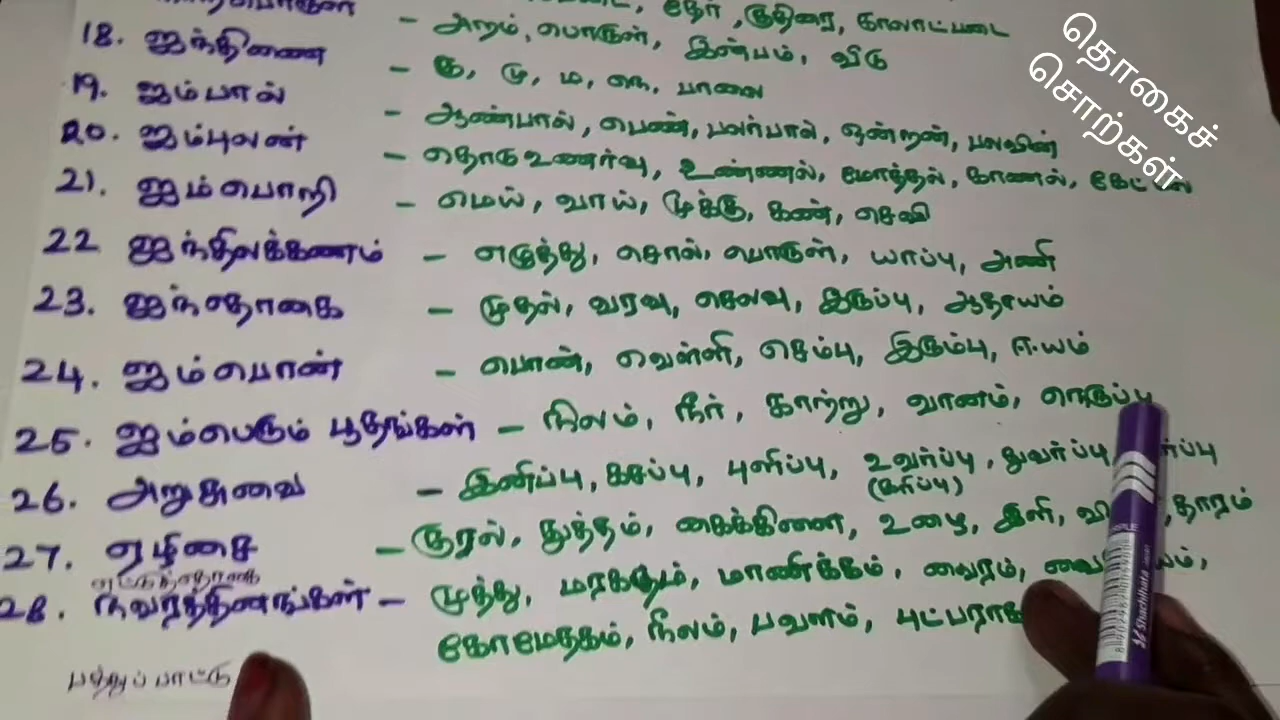 தேர், குதிரை, காலாட்படை
- அறம், பொருள், இன்பம், வீடு
18. ஐந்திணை - கு, மு, ம, நெ, பாலை
19. ஐம்பால் - ஆண்பால், பெண், பலர்பால், ஒன்றன், பலவின்
20. ஐம்புலன் - தொடு உணர்வு, உண்ணல், மோத்தல், காணல், கேட்டல்
21. ஐம்பொறி - மெய், வாய், மூக்கு, கண், செவி
22 ஐந்திலக்கணம் - எழுத்து, சொல், பொருள், யாப்பு, அணி
23. ஐந்தொகை - முதல், வரவு, செலவு, இருப்பு, ஆதாயம்
24. ஐம்பொன் - பொன், வெள்ளி, செம்பு, இரும்பு, ஈயம்
25. ஐம்பெரும் பூதங்கள் - நிலம், நீர், காற்று, வானம், நெருப்பு
26. அறுசுவை - இனிப்பு, கசப்பு, புளிப்பு, உவர்ப்பு, துவர்ப்பு
(கரிப்பு)
27. ஏழிசை - குரல், துத்தம், கைக்கிளை, உழை, இளி, தாரம்
எட்டுத்தொகை
28. நவரத்தினங்கள் - முத்து, மரகதம், மாணிக்கம், வைரம்,
கோமேதகம், நீலம், பவளம்,
பத்துப்பாட்டு
தொகைச்
சொற்கள்